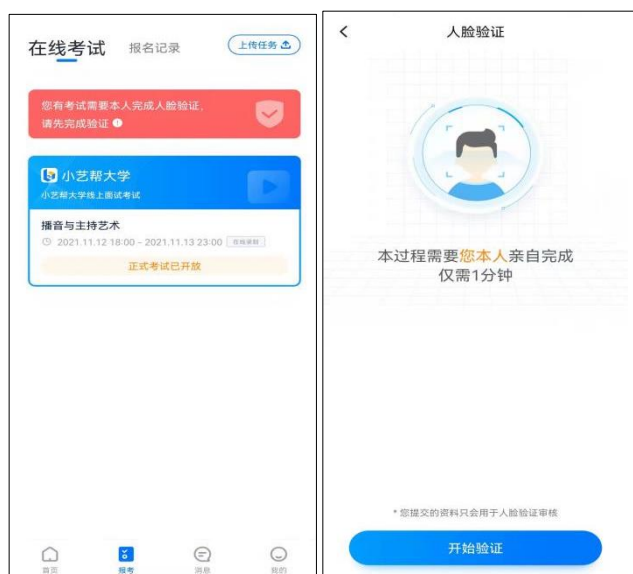 在线考试 报名记录 上传任务
您有考试需要本人完成人脸验证,
请先完成验证
小艺帮大学
小艺帮大学线上面试考试
播音与主持艺术
2021.11.12 18:00 - 2021.11.13 23:00
正式考试已开放
首页 报考 消息 我的
人脸验证
本过程需要您本人亲自完成
仅需1分钟
* 您提交的资料只会用于人脸验证审核
开始验证